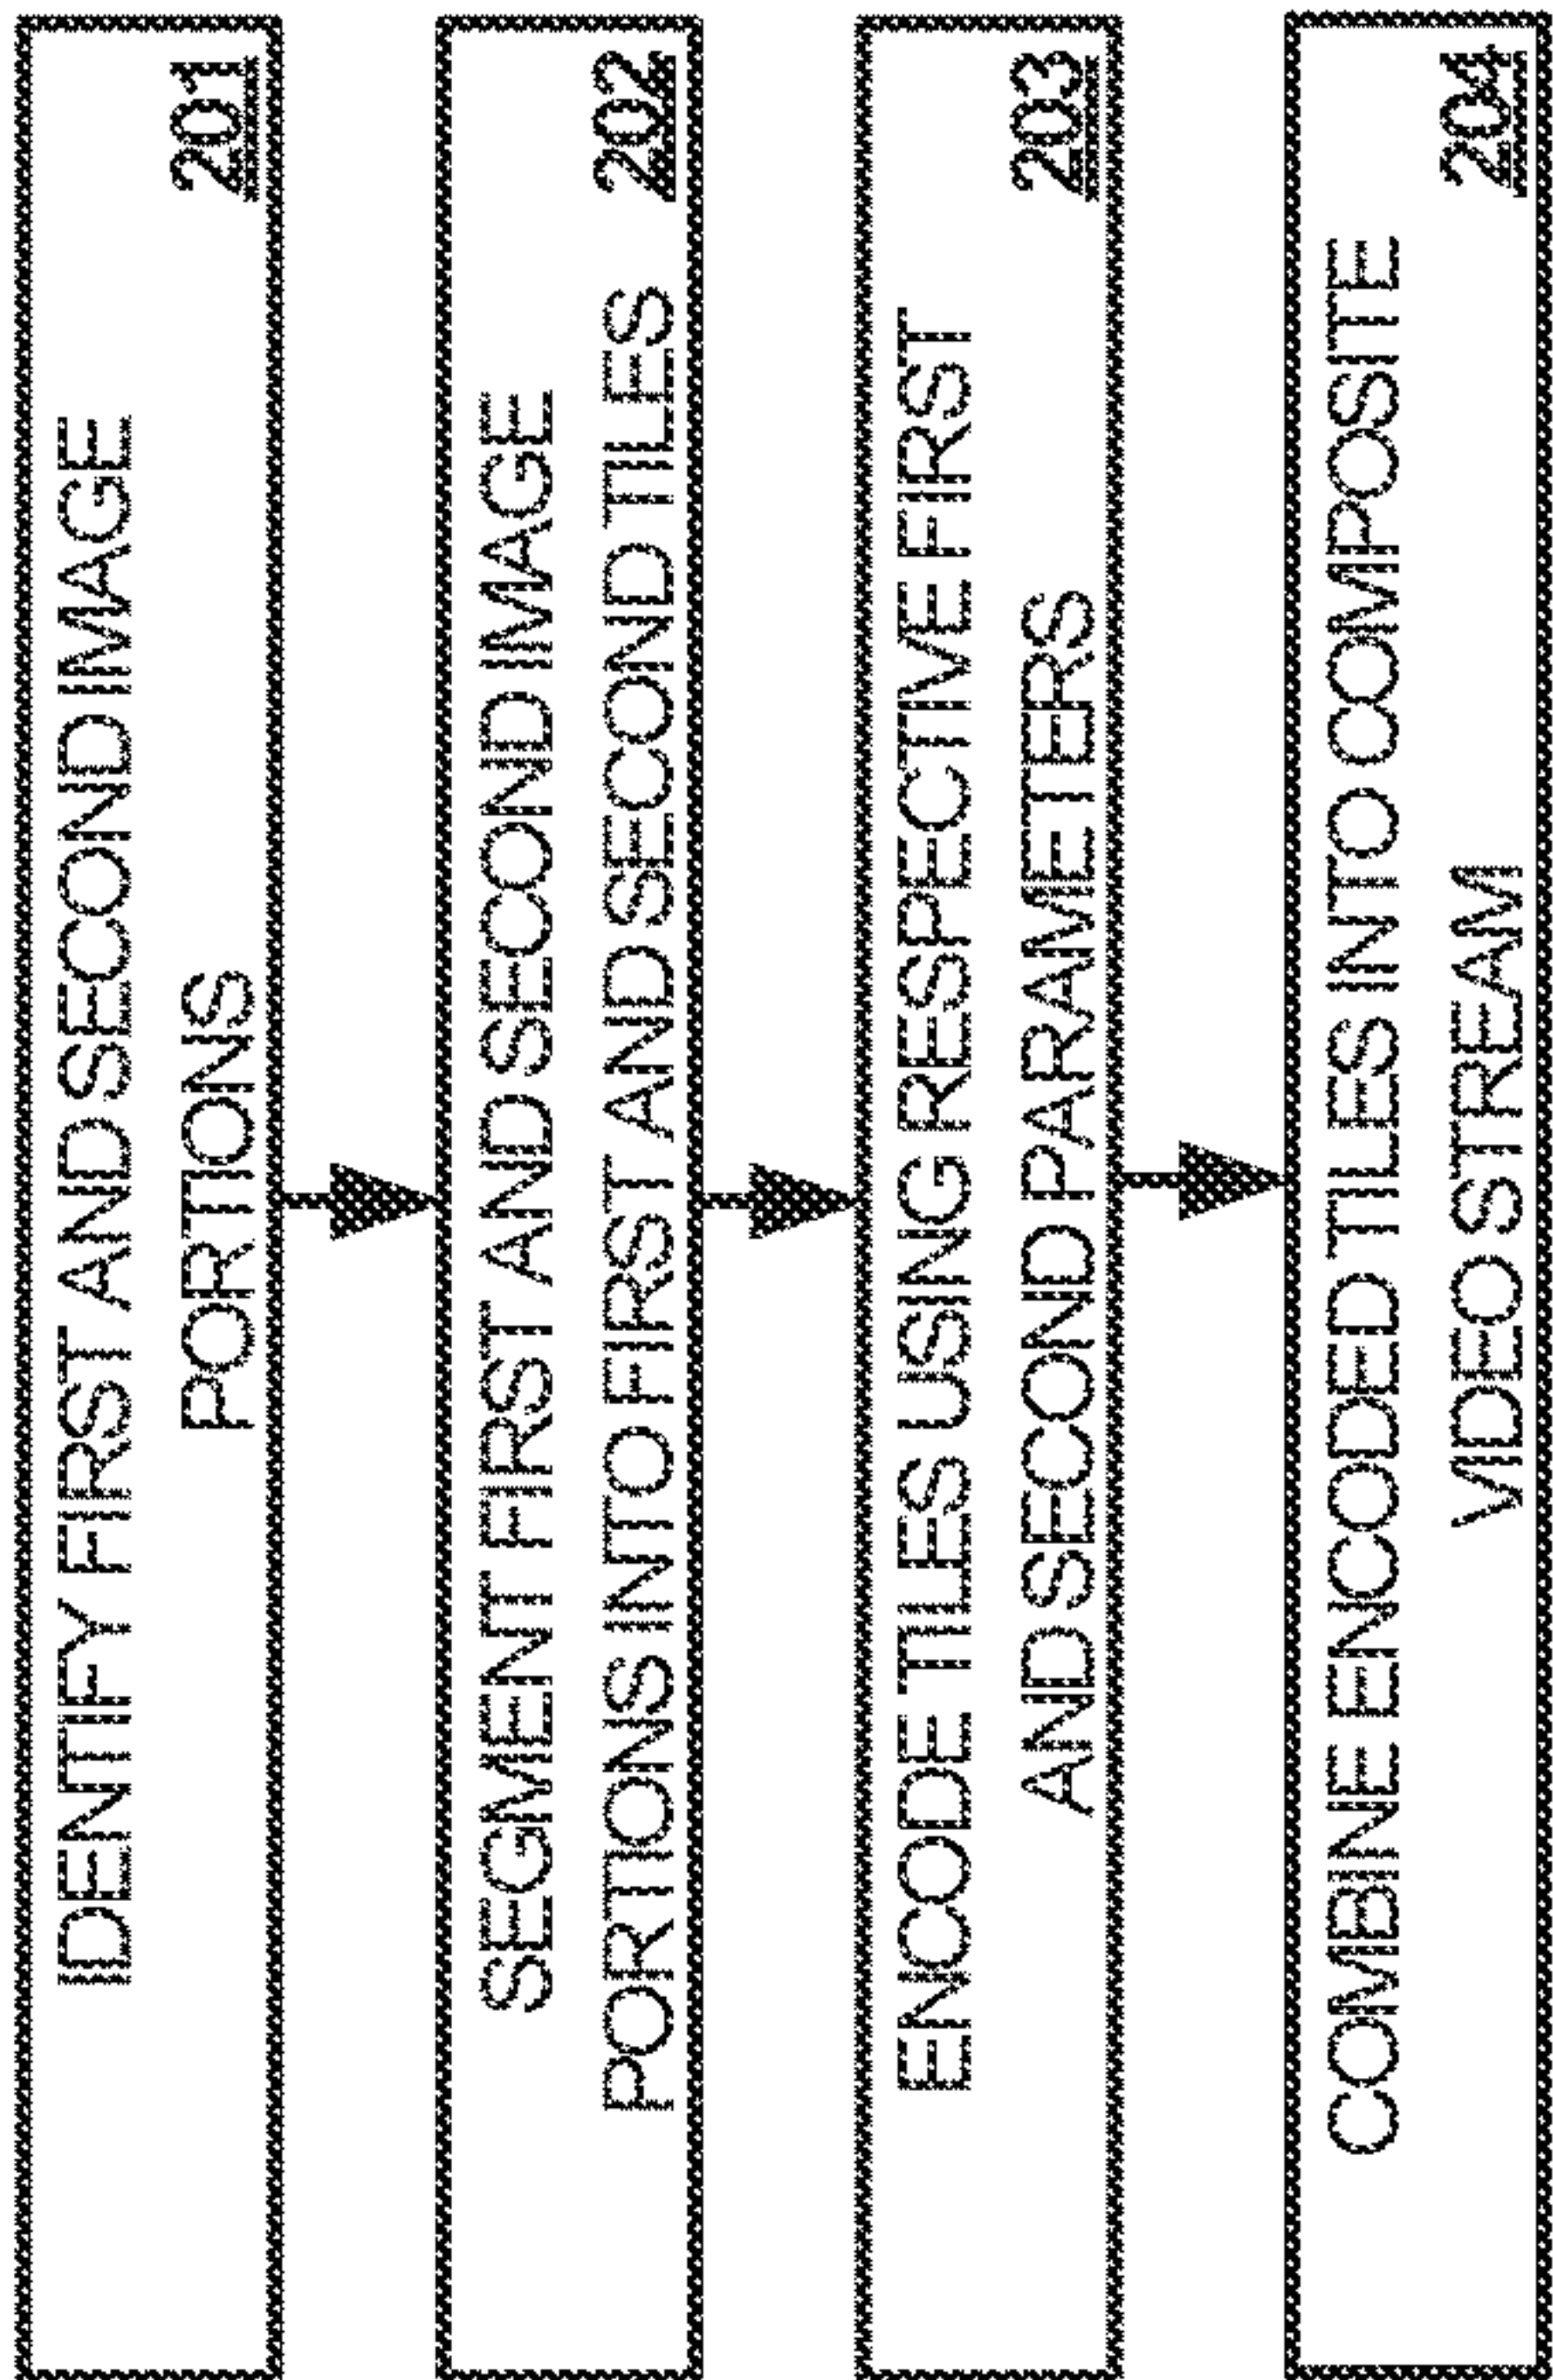 IDENTIFY FIRST AND SECOND IMAGE
PORTIONS
201
SEGMENT FIRST AND SECOND IMAGE
PORTIONS INTO FIRST AND SECOND TILES
202
ENCODE TILES USING RESPECTIVE FIRST
AND SECOND PARAMETERS
203
COMBINE ENCODED TILES INTO COMPOSITE
VIDEO STREAM
204